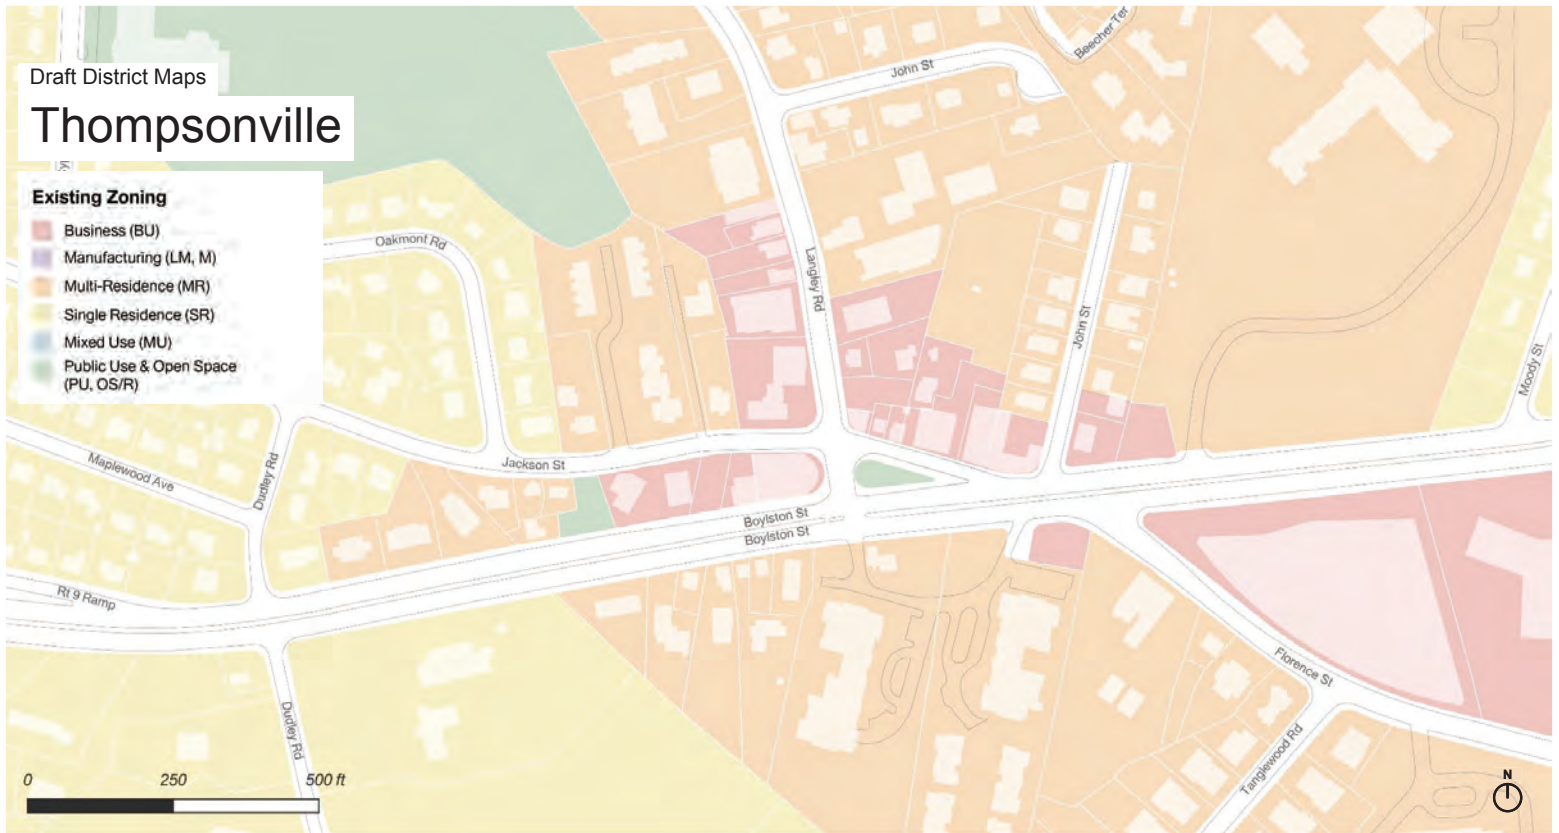 Draft District Maps
Thompsonville
Existing Zoning
Business (BU)
Manufacturing (LM, M)
Multi-Residence (MR)
Single Residence (SR)
Mixed Use (MU)
Public Use & Open Space
(PU, OS/R)
Beecher Ter
John St
Oakmont Rd
Langley Rd
John St
Moody St
Maplewood Ave
Dudley Rd
Jackson St
Boylston St
Boylston St
Rt 9 Ramp
Florence St
Dudley Rd
Tanglewood Rd
0 250 500 ft
N